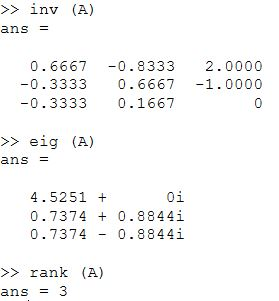 >> inv (A)
ans =
0.6667 -0.8333 2.0000
-0.3333 0.6667 -1.0000
-0.3333 0.1667 0
>> eig (A)
ans =
4.5251 + 0i
0.7374 + 0.8844i
0.7374 - 0.8844i
>> rank (A)
ans = 3